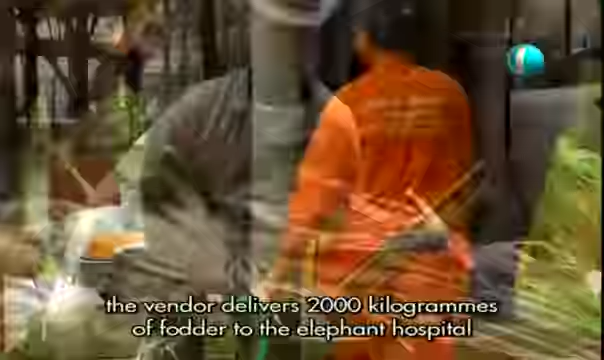 the vendor delivers 2000 kilogrammes
of fodder to the elephant hospital